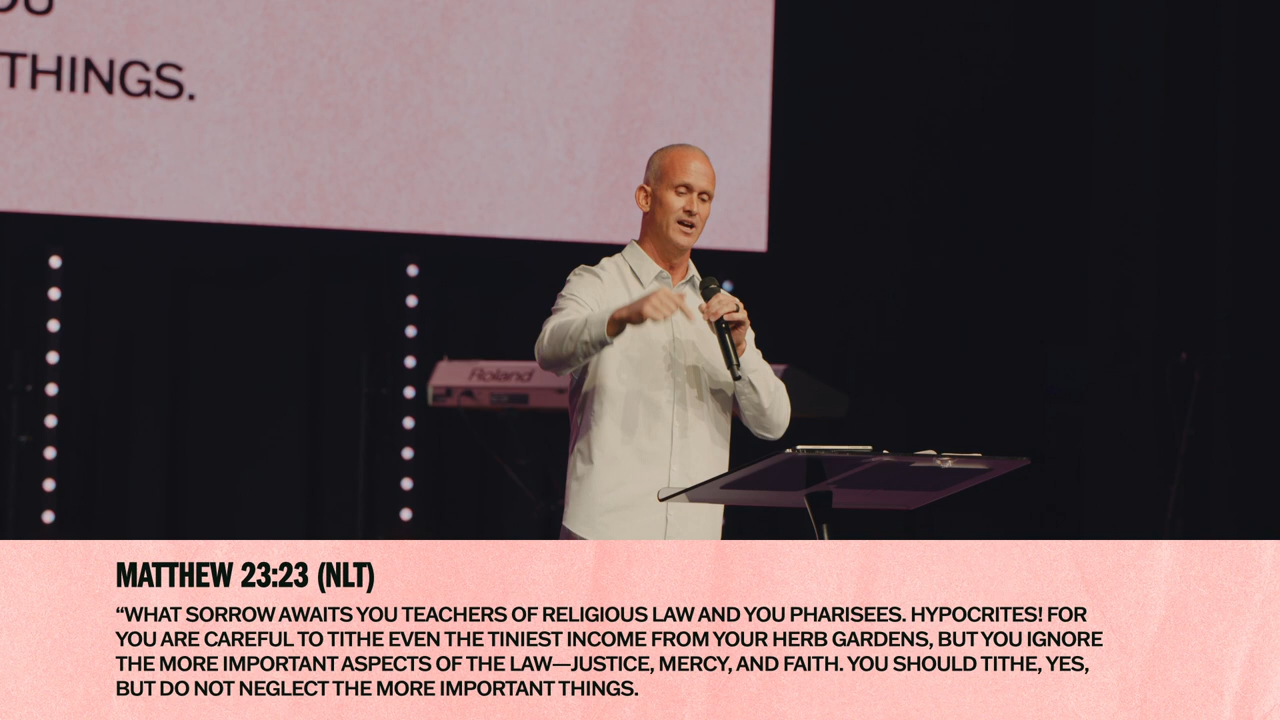 OU
THINGS.
Roland
MATTHEW 23:23 (NLT)
“WHAT SORROW AWAITS YOU TEACHERS OF RELIGIOUS LAW AND YOU PHARISEES. HYPOCRITES! FOR
YOU ARE CAREFUL TO TITHE EVEN THE TINIEST INCOME FROM YOUR HERB GARDENS, BUT YOU IGNORE
THE MORE IMPORTANT ASPECTS OF THE LAW—JUSTICE, MERCY, AND FAITH. YOU SHOULD TITHE, YES,
BUT DO NOT NEGLECT THE MORE IMPORTANT THINGS.